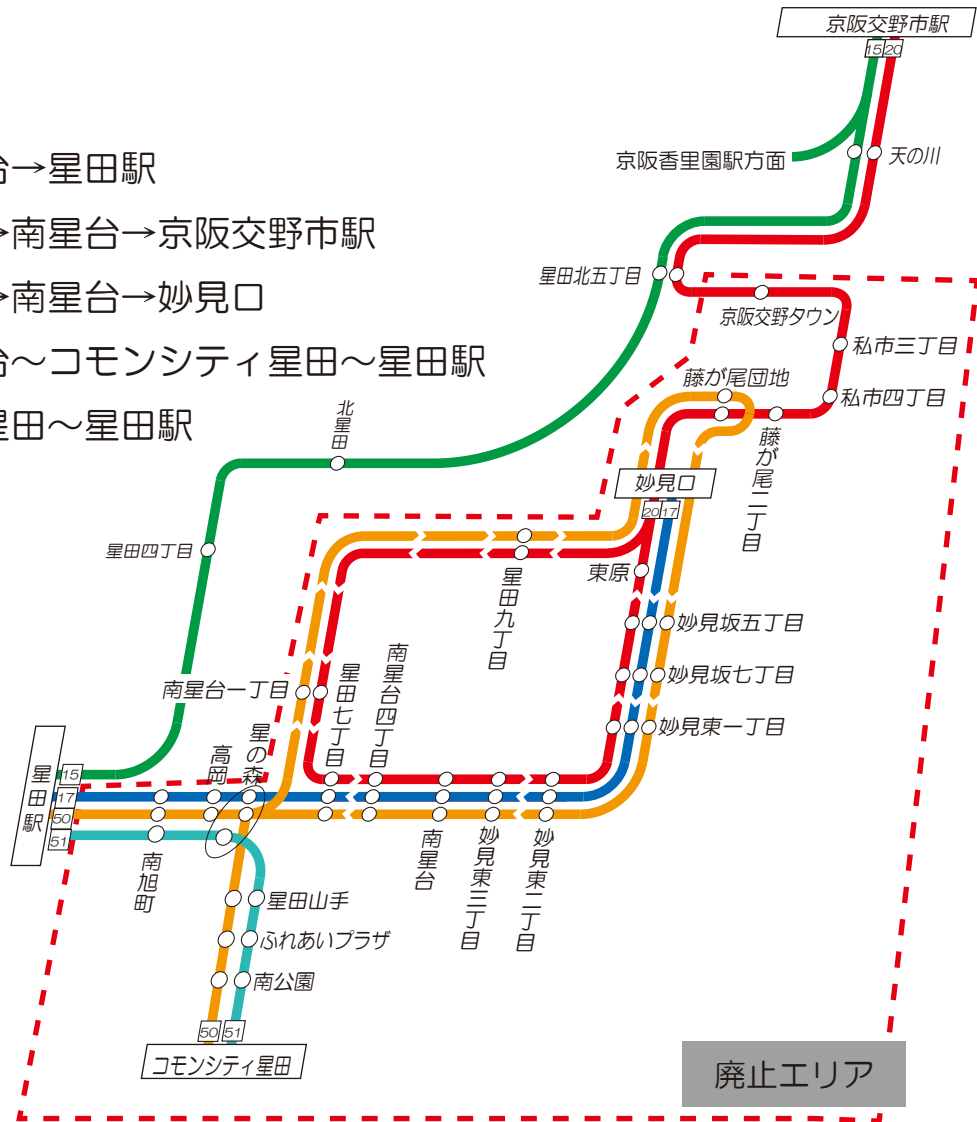 京阪交野市駅
15 20
台→星田駅
京阪香里園駅方面
天の川
→南星台→京阪交野市駅
星田北五丁目
→南星台→妙見口
京阪交野タウン
私市三丁目
台〜コモンシティ星田〜星田駅
藤が尾団地
私市四丁目
星田〜星田駅
北星田
藤が尾二丁目
妙見口
20 17
星田四丁目
星田九丁目
東原
妙見坂五丁目
南星台一丁目
星田七丁目
南星台四丁目
妙見坂七丁目
妙見東一丁目
高岡
星の森
星田駅
15
17
50
51
南旭町
南星台
妙見東三丁目
妙見東二丁目
星田山手
ふれあいプラザ
南公園
50 51
コモンシティ星田
廃止エリア